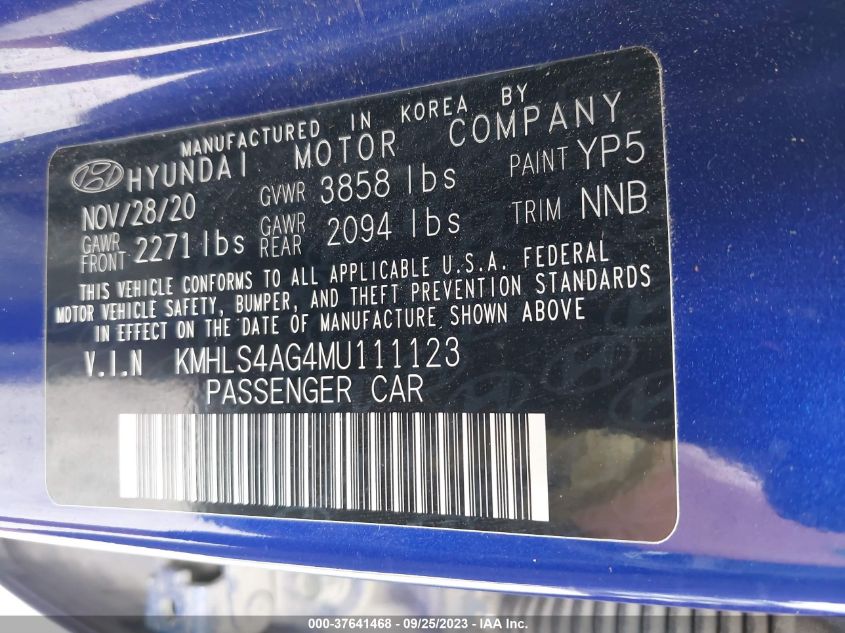 MANUFACTURED IN KOREA BY
HYUNDAI MOTOR COMPANY
NOV/28/20 GVWR 3858 lbs PAINT YP5
GAWR FRONT 2271 lbs GAWR REAR 2094 lbs TRIM NNB
THIS VEHICLE CONFORMS TO ALL APPLICABLE U.S.A. FEDERAL
MOTOR VEHICLE SAFETY, BUMPER, AND THEFT PREVENTION STANDARDS
IN EFFECT ON THE DATE OF MANUFACTURE SHOWN ABOVE
V.I.N KMHLS4AG4MU111123
PASSENGER CAR
000-37641468 - 09/25/2023 - IAA Inc.